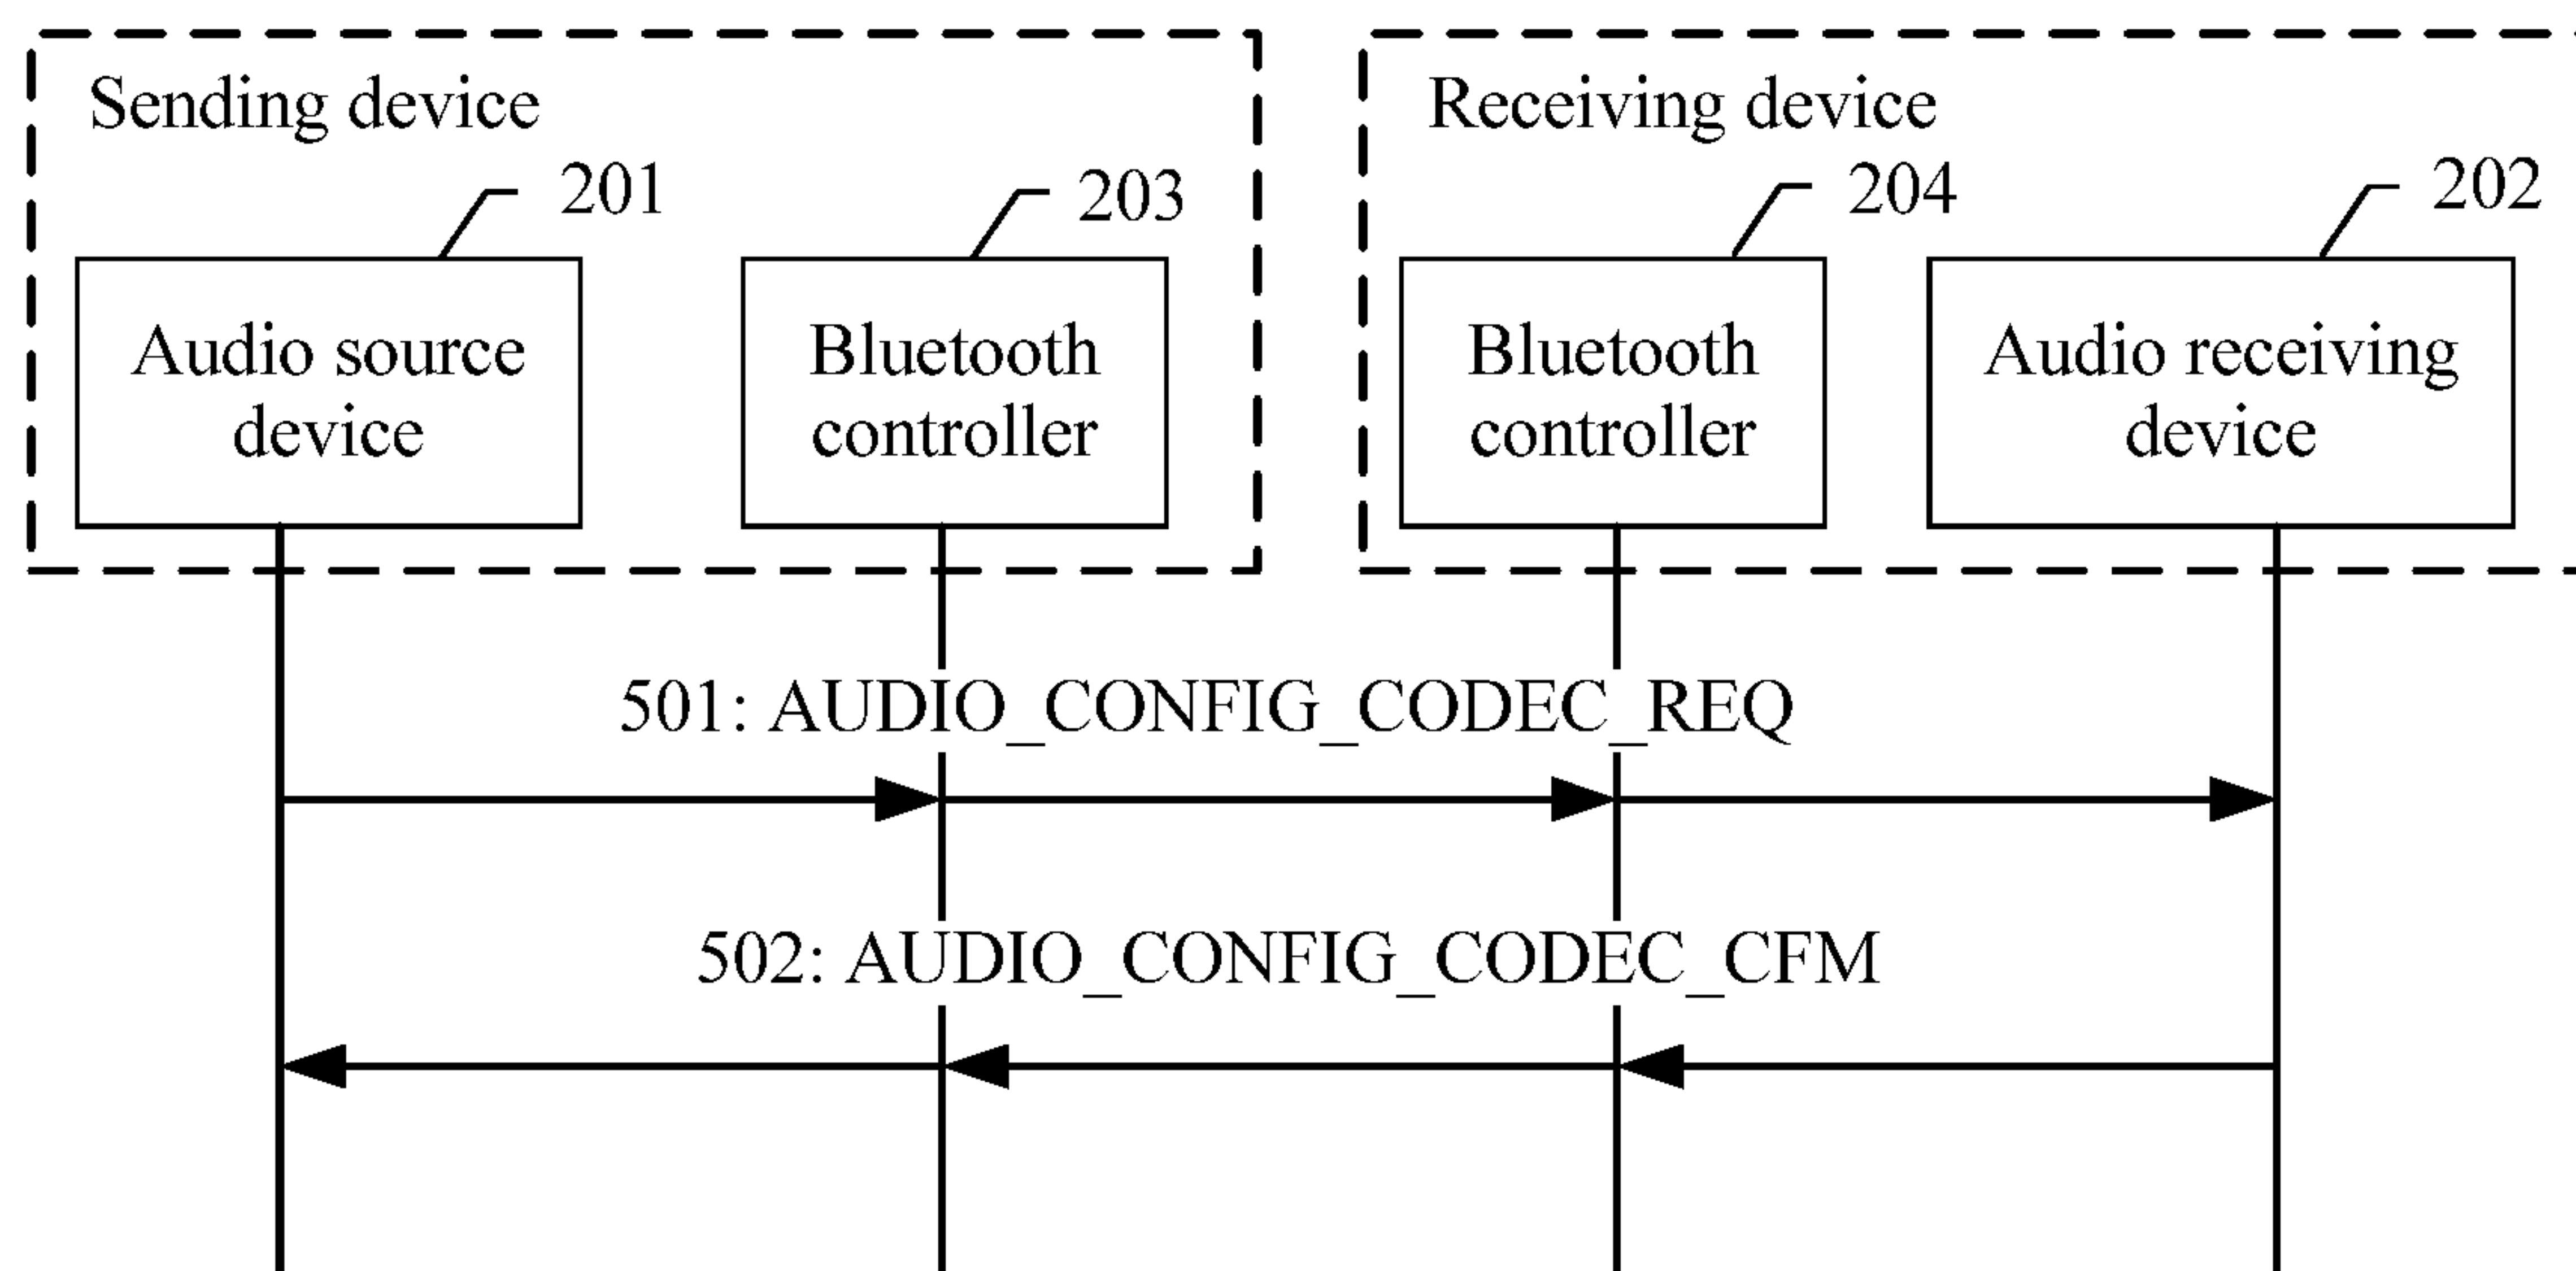 Sending device
201
203
Audio source
device
Bluetooth
controller
Receiving device
204
202
Bluetooth
controller
Audio receiving
device
501: AUDIO_CONFIG_CODEC_REQ
502: AUDIO_CONFIG_CODEC_CFM